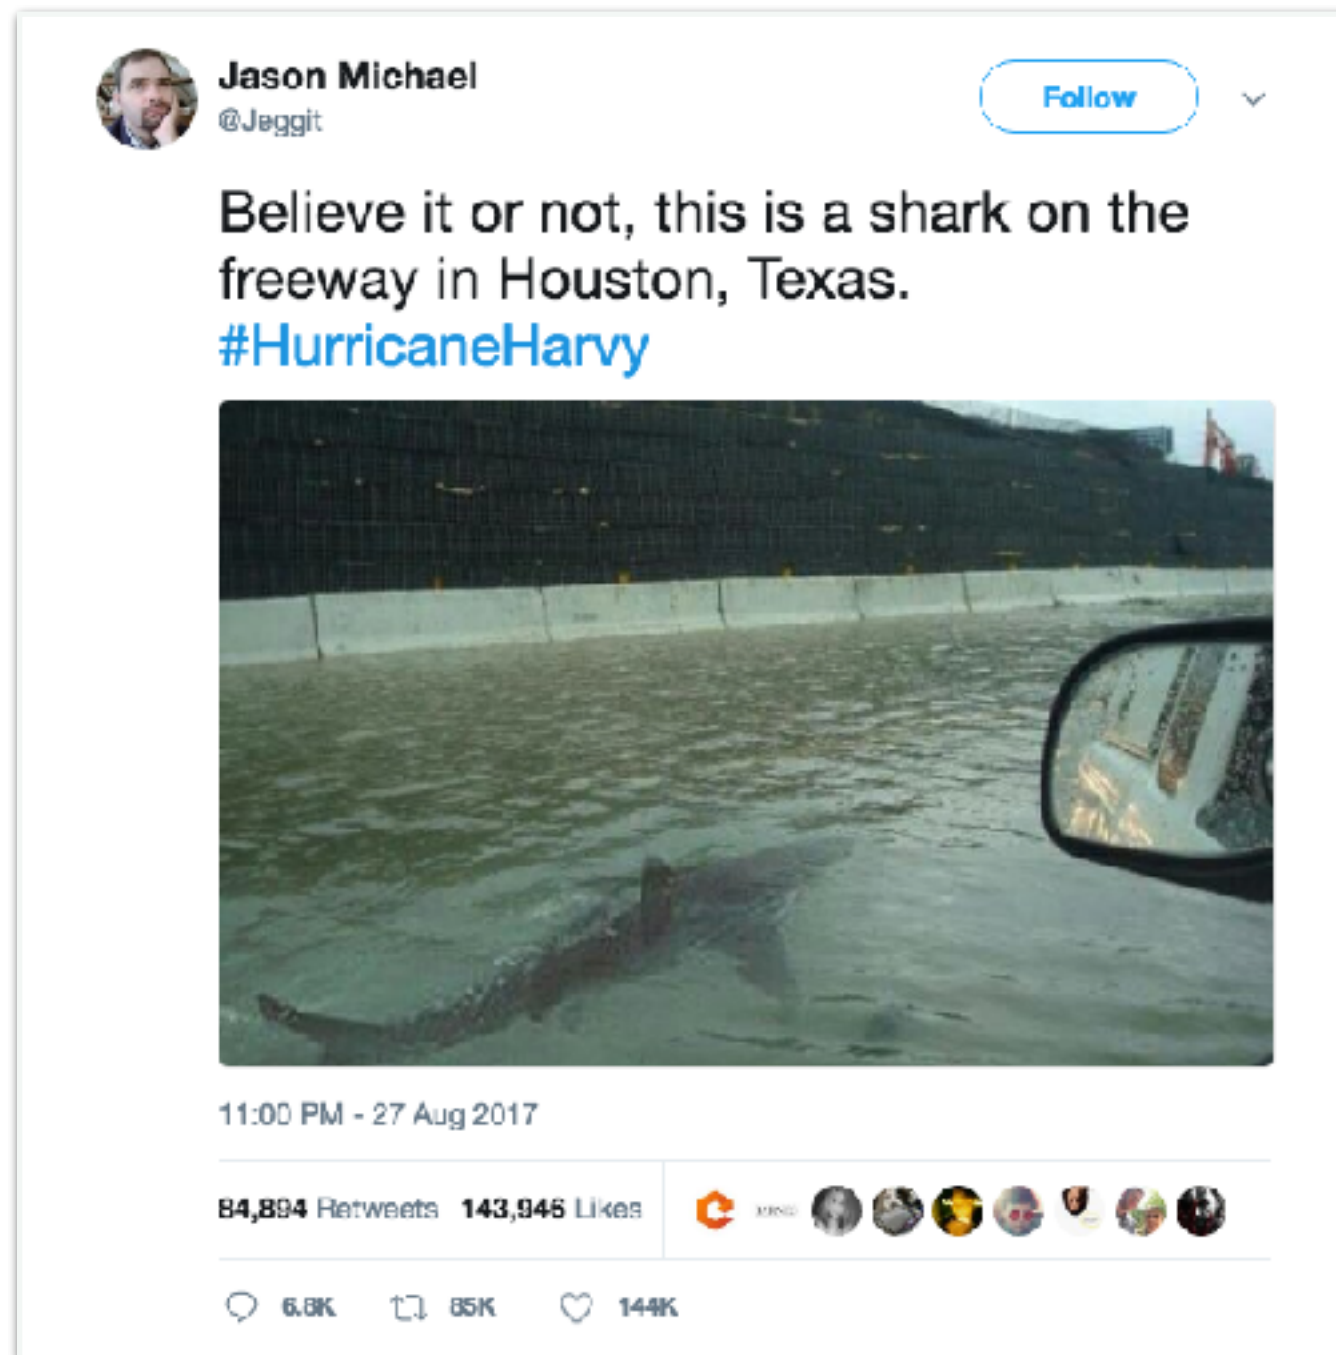 Jason Michael
@Jeggit
Follow
Believe it or not, this is a shark on the
freeway in Houston, Texas.
#HurricaneHarvy
11:00 PM - 27 Aug 2017
84,894 Retweets 143,946 Likes
6.8K 85K 144K